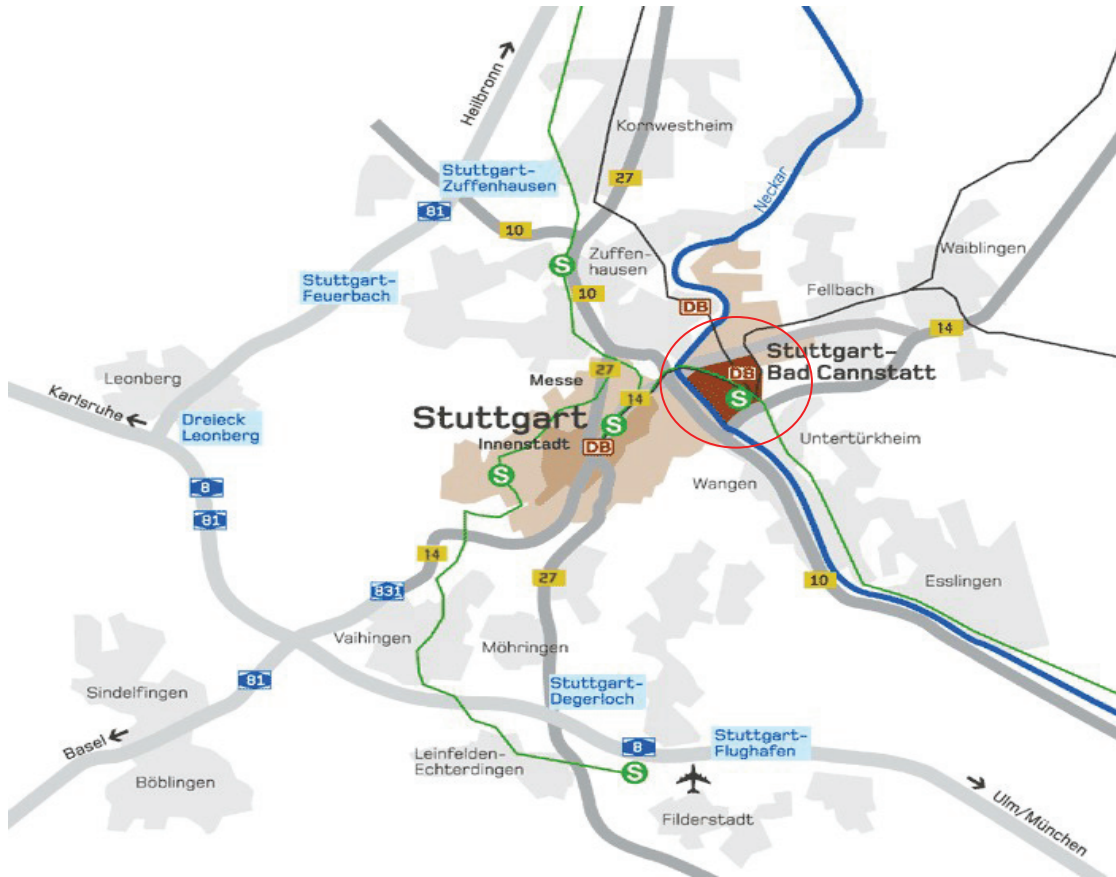 Heilbronn
Kornwestheim
Stuttgart-
Zuffenhausen
27
Neckar
81
10
Zuffen-
hausen
Waiblingen
S
Stuttgart-
Feuerbach
10
Fellbach
DB
14
Leonberg
Messe
27
Stuttgart-
Bad Cannstatt
DB
S
Karlsruhe
14
Dreieck
Leonberg
Stuttgart
Innenstadt
S
DB
Untertürkheim
S
Wangen
8
81
14
27
10
Esslingen
831
Vaihingen
Möhringen
81
Sindelfingen
Stuttgart-
Degerloch
Basel
Böblingen
Leinfelden-
Echterdingen
8
Stuttgart-
Flughafen
S
Filderstadt
Ulm/München